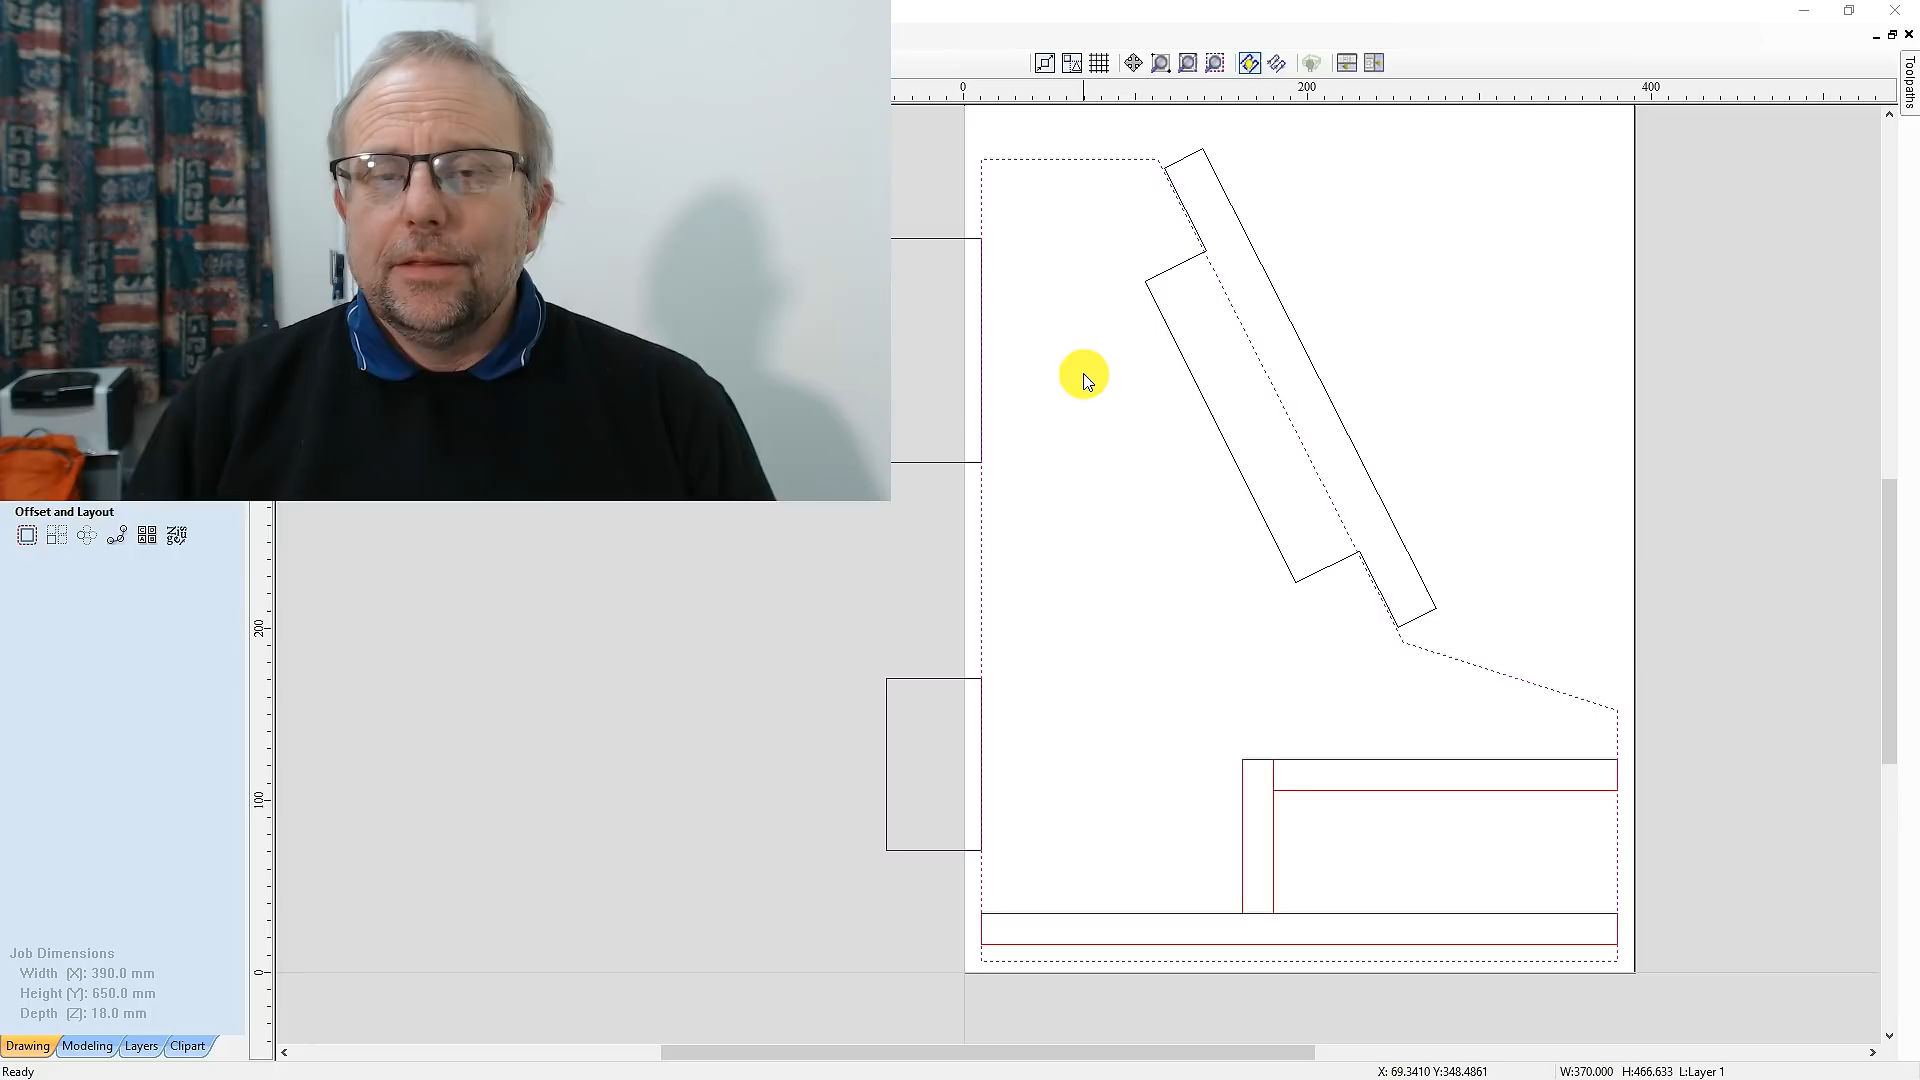 0
200
400
Toolpaths
Offset and Layout
200
100
0
Job Dimensions
Width (X): 390.0 mm
Height (Y): 650.0 mm
Depth (Z): 18.0 mm
Drawing
Modeling
Layers
Clipart
Ready
X: 69.3410 Y:348.4861
W:370.000 H:466.633 L:Layer 1